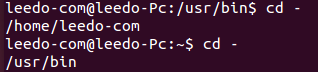 leedo-com@leedo-Pc:/usr/bin$ cd -
/home/leedo-com
leedo-com@leedo-Pc:~$ cd -
/usr/bin